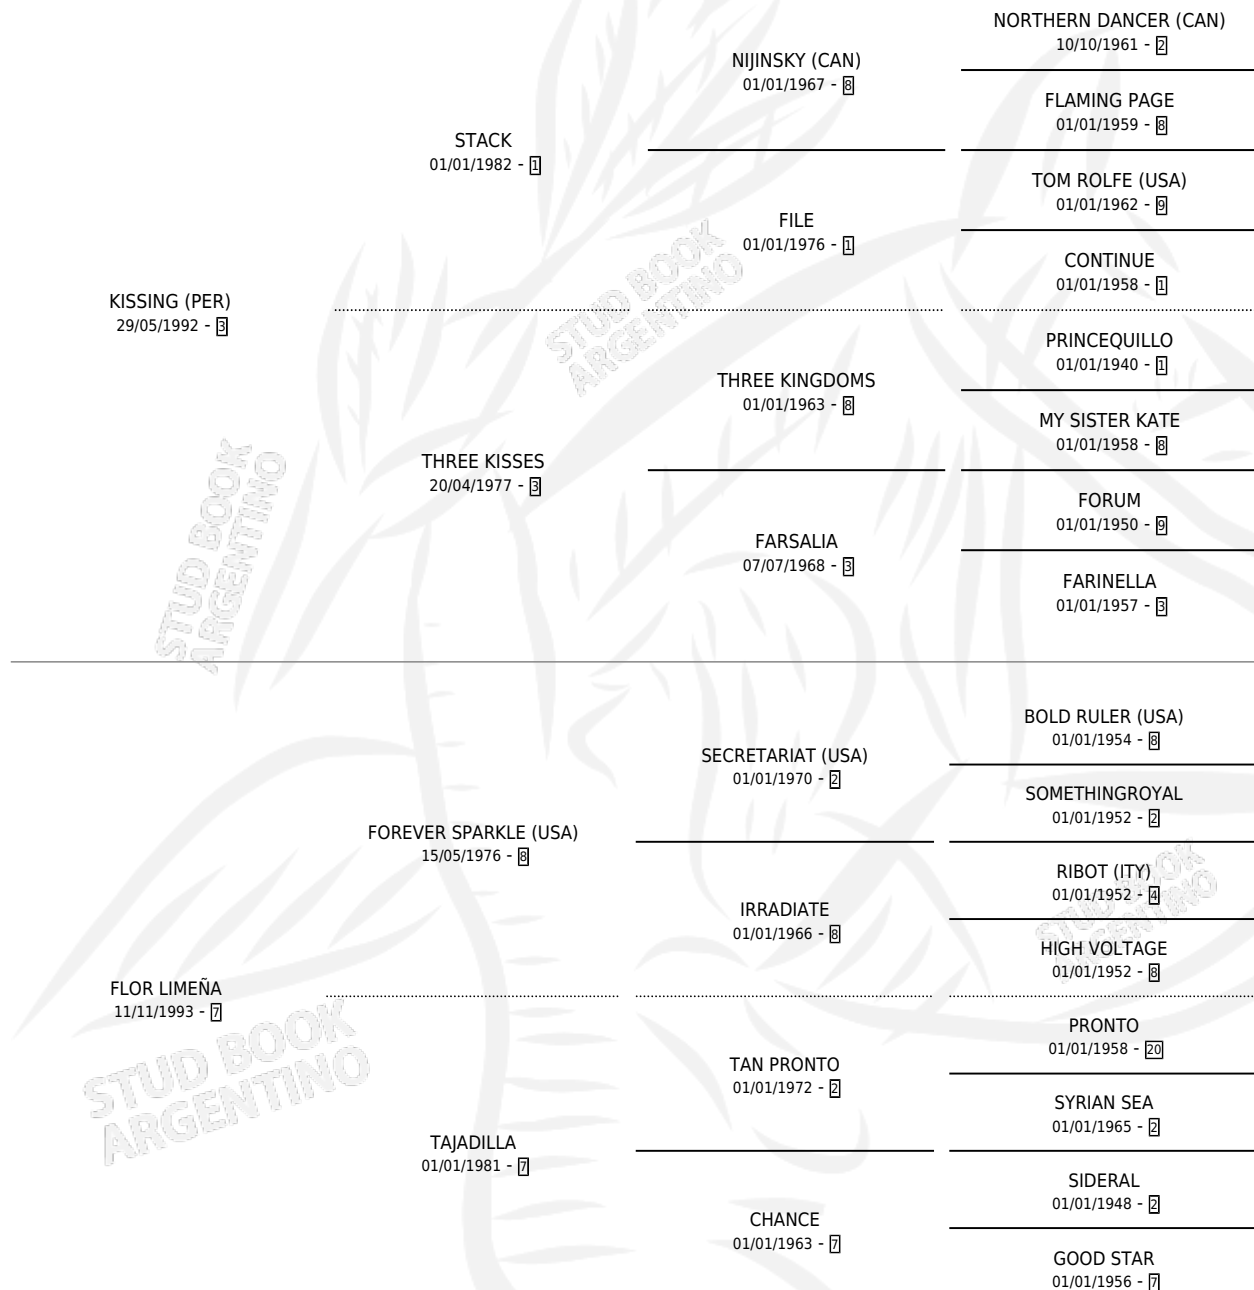 NORTHERN DANCER (CAN)
10/10/1961 - 2
NIJINSKY (CAN)
01/01/1967 - 8
FLAMING PAGE
01/01/1959 - 8
STACK
01/01/1982 - 1
TOM ROLFE (USA)
01/01/1962 - 9
FILE
01/01/1976 - 1
CONTINUE
01/01/1958 - 1
KISSING (PER)
29/05/1992 - 3
PRINCEQUILLO
01/01/1940 - 1
THREE KINGDOMS
01/01/1963 - 8
MY SISTER KATE
01/01/1958 - 8
THREE KISSES
20/04/1977 - 3
FORUM
01/01/1950 - 9
FARSALIA
07/07/1968 - 3
FARINELLA
01/01/1957 - 3
BOLD RULER (USA)
01/01/1954 - 8
SECRETARIAT (USA)
01/01/1970 - 2
SOMETHINGROYAL
01/01/1952 - 2
FOREVER SPARKLE (USA)
15/05/1976 - 8
RIBOT (ITY)
01/01/1952 - 4
IRRADIATE
01/01/1966 - 8
HIGH VOLTAGE
01/01/1952 - 8
FLOR LIMEÑA
11/11/1993 - 7
PRONTO
01/01/1958 - 20
TAN PRONTO
01/01/1972 - 2
SYRIAN SEA
01/01/1965 - 2
TAJADILLA
01/01/1981 - 7
SIDERAL
01/01/1948 - 2
CHANCE
01/01/1963 - 7
GOOD STAR
01/01/1956 - 7
STUD BOOK
ARGENTINO
STUD BOOK
ARGENTINO
STUD BOOK
ARGENTINO
STUD BOOK
ARGENTINO